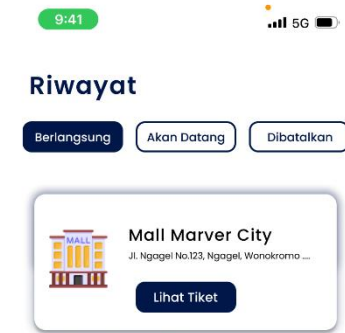 9:41
5G
Riwayat
Berlangsung
Akan Datang
Dibatalkan
MALL
Mall Marver City
Jl. Ngagel No.123, Ngagel, Wonokromo ....
Lihat Tiket